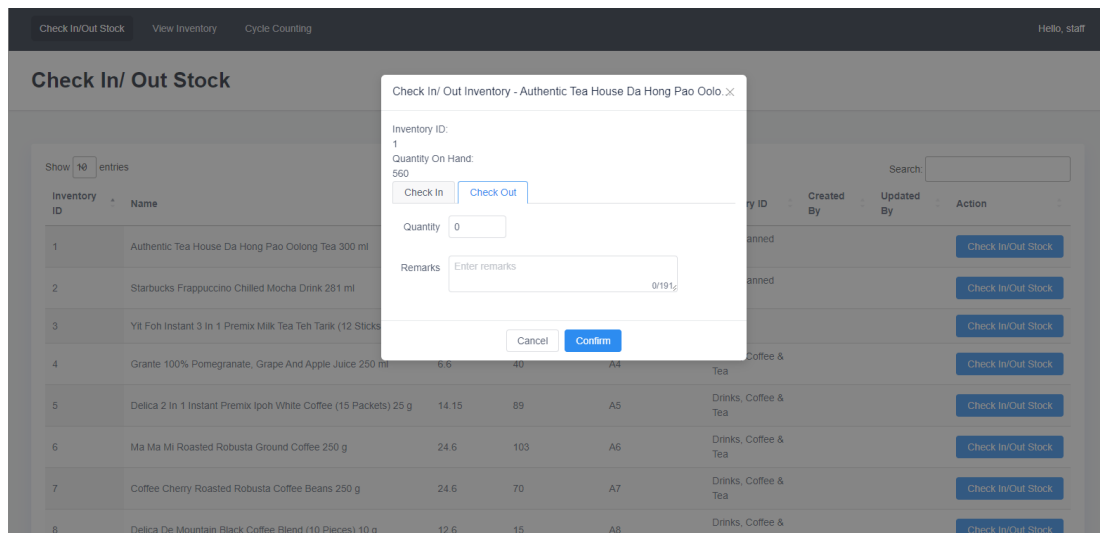 Check In/Out Stock View Inventory Cycle Counting Hello, staff
Check In/ Out Stock
Check In/ Out Inventory - Authentic Tea House Da Hong Pao Oolo...
Inventory ID:
1
Quantity On Hand:
560
Check In Check Out
Quantity 0
Remarks Enter remarks
0/191
Cancel Confirm
Show 10 entries Search:
Inventory ID Name ry ID Created By Updated By Action
1 Authentic Tea House Da Hong Pao Oolong Tea 300 ml anned Check In/Out Stock
2 Starbucks Frappuccino Chilled Mocha Drink 281 ml anned Check In/Out Stock
3 Yit Foh Instant 3 In 1 Premix Milk Tea Teh Tarik (12 Sticks Check In/Out Stock
4 Grante 100% Pomegranate, Grape And Apple Juice 250 ml 6.6 40 A4 Coffee & Tea Check In/Out Stock
5 Delica 2 In 1 Instant Premix Ipoh White Coffee (15 Packets) 25 g 14.15 89 A5 Drinks, Coffee & Tea Check In/Out Stock
6 Ma Ma Mi Roasted Robusta Ground Coffee 250 g 24.6 103 A6 Drinks, Coffee & Tea Check In/Out Stock
7 Coffee Cherry Roasted Robusta Coffee Beans 250 g 24.6 70 A7 Drinks, Coffee & Tea Check In/Out Stock
8 Delica De Mountain Black Coffee Blend (10 Pieces) 10 g 12.6 15 A8 Drinks, Coffee & Check In/Out Stock